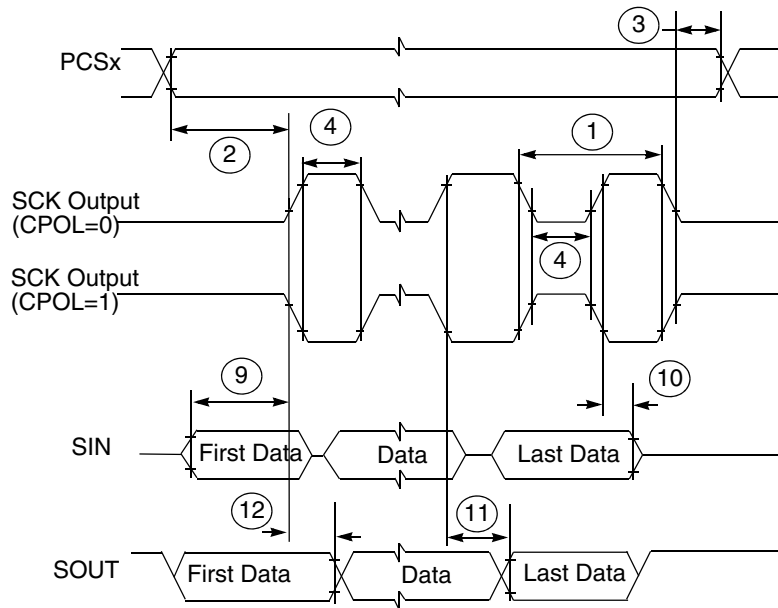 3
PCSx
2
4
1
SCK Output
(CPOL=0)
4
SCK Output
(CPOL=1)
9
10
SIN
First Data
Data
Last Data
12
11
SOUT
First Data
Data
Last Data